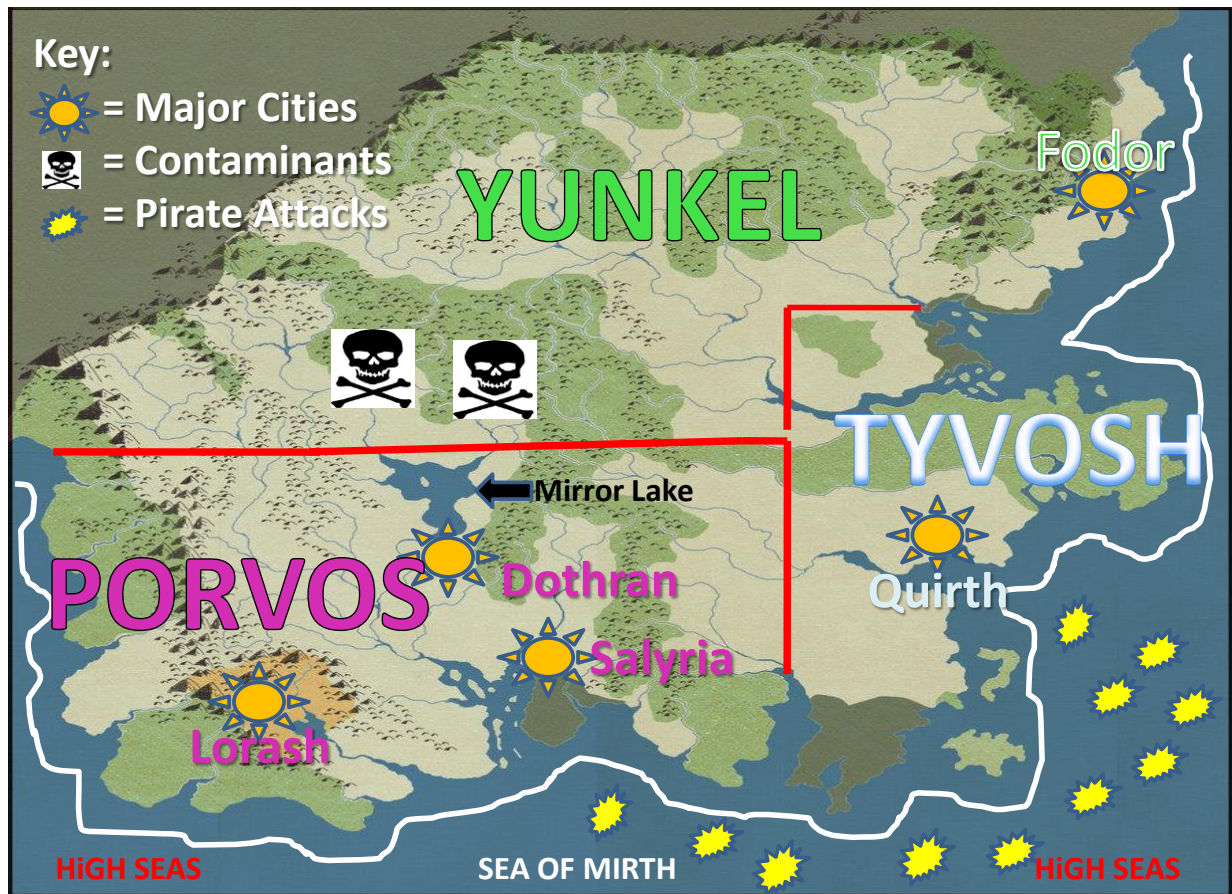 Key:
= Major Cities
= Contaminants
= Pirate Attacks
Fodor
YUNKEL
TYVOSH
Mirror Lake
PORVOS
Dothran
Quirth
Salyria
Lorash
HiGH SEAS
SEA OF MIRTH
HiGH SEAS